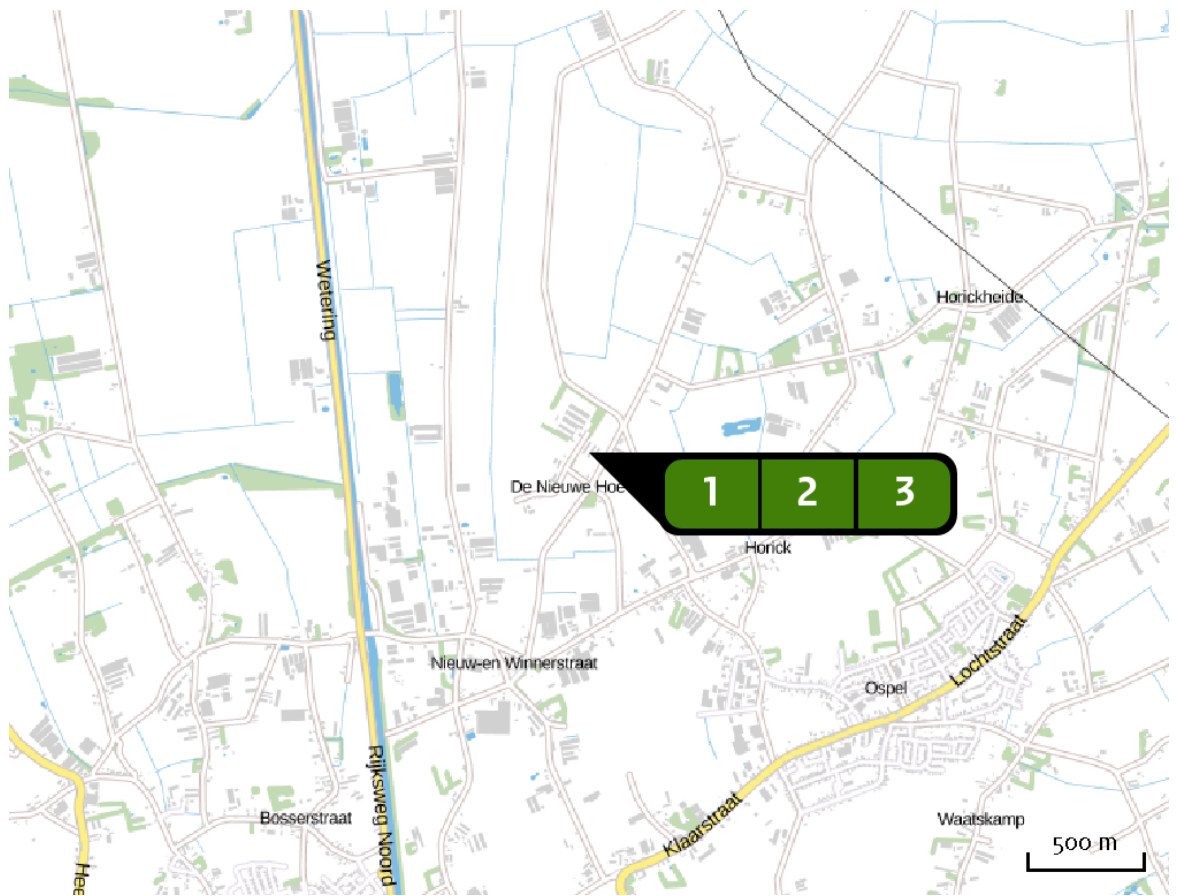 Wetering
Horickheide
De Nieuwe Hoe
1 2 3
Horick
Nieuw-en Winnerstraat
Lochtstraat
Ospel
Rijksweg Noord
Bosserstraat
Klaarstraat
Waatskamp
500 m
Hee